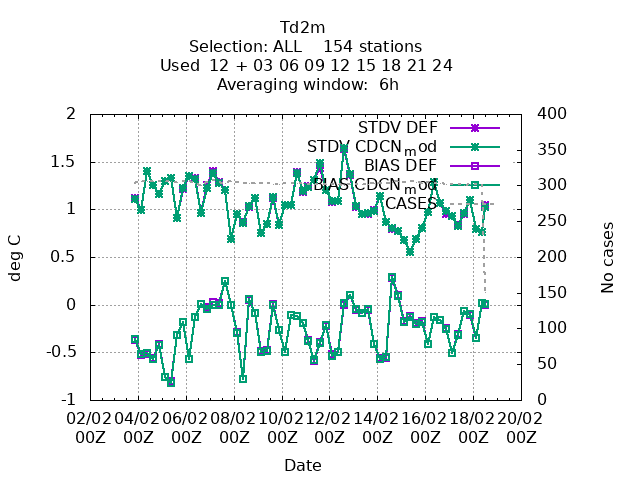 Td2m
Selection: ALL 154 stations
Used 12 + 03 06 09 12 15 18 21 24
Averaging window: 6h
STDV DEF
STDV CDCN_mod
BIAS DEF
BIAS CDCN_mod
CASES
2
1.5
1
0.5
0
-0.5
-1
deg C
400
350
300
250
200
150
100
50
0
No cases
02/02 04/02 06/02 08/02 10/02 12/02 14/02 16/02 18/02 20/02
00Z 00Z 00Z 00Z 00Z 00Z 00Z 00Z 00Z 00Z
Date